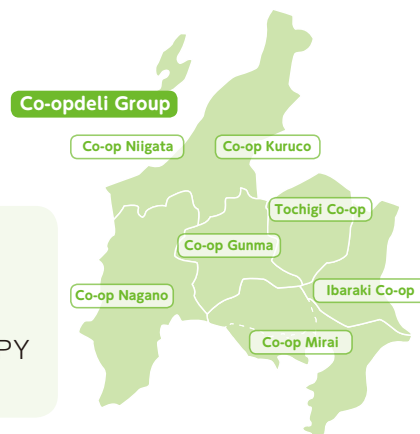 Co-opdeli Group
Co-op Niigata
Co-op Kuruco
Tochigi Co-op
Co-op Gunma
Co-op Nagano
Ibaraki Co-op
Co-op Mirai
PY